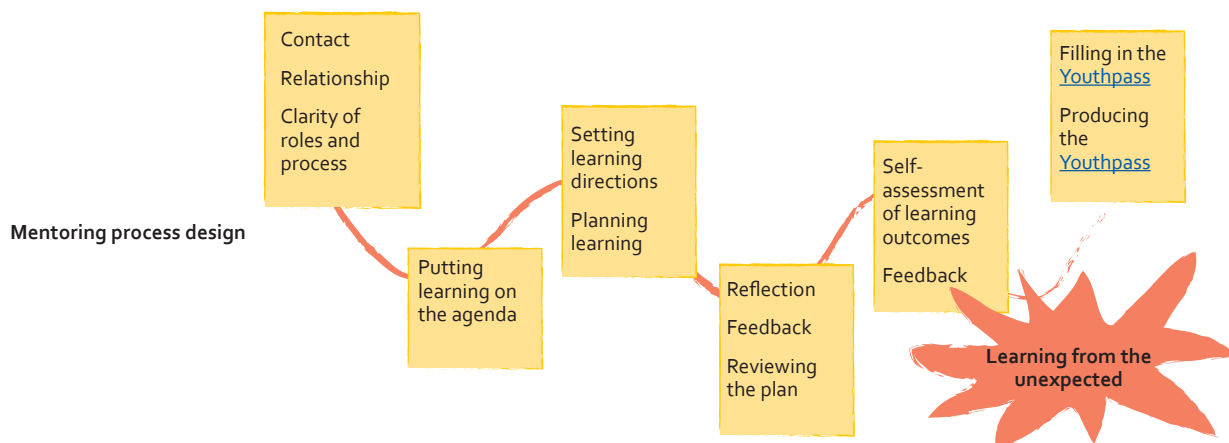 Mentoring process design
Contact
Relationship
Clarity of
roles and
process
Putting
learning on
the agenda
Setting
learning
directions
Planning
learning
Reflection
Feedback
Reviewing
the plan
Self-
assessment
of learning
outcomes
Feedback
Filling in the
Youthpass
Producing
the
Youthpass
Learning from the
unexpected